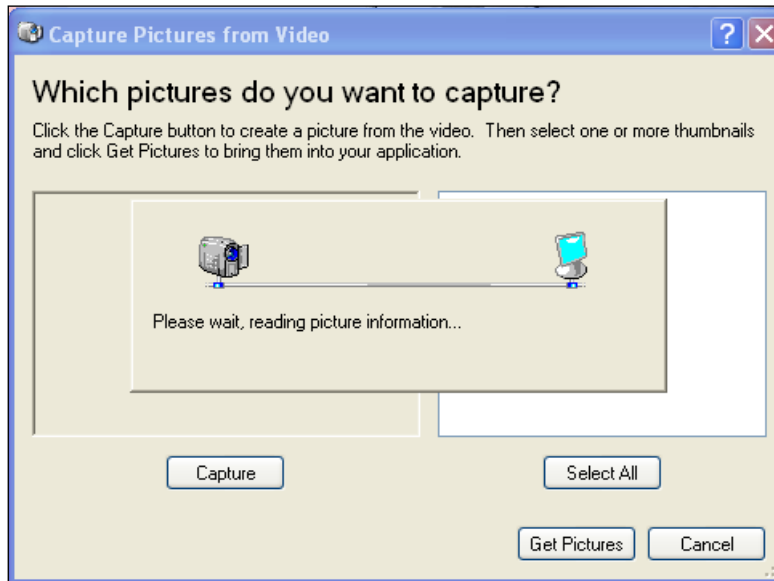 Capture Pictures from Video
Which pictures do you want to capture?
Click the Capture button to create a picture from the video.  Then select one or more thumbnails
and click Get Pictures to bring them into your application.
Please wait, reading picture information...
Capture
Select All
Get Pictures
Cancel